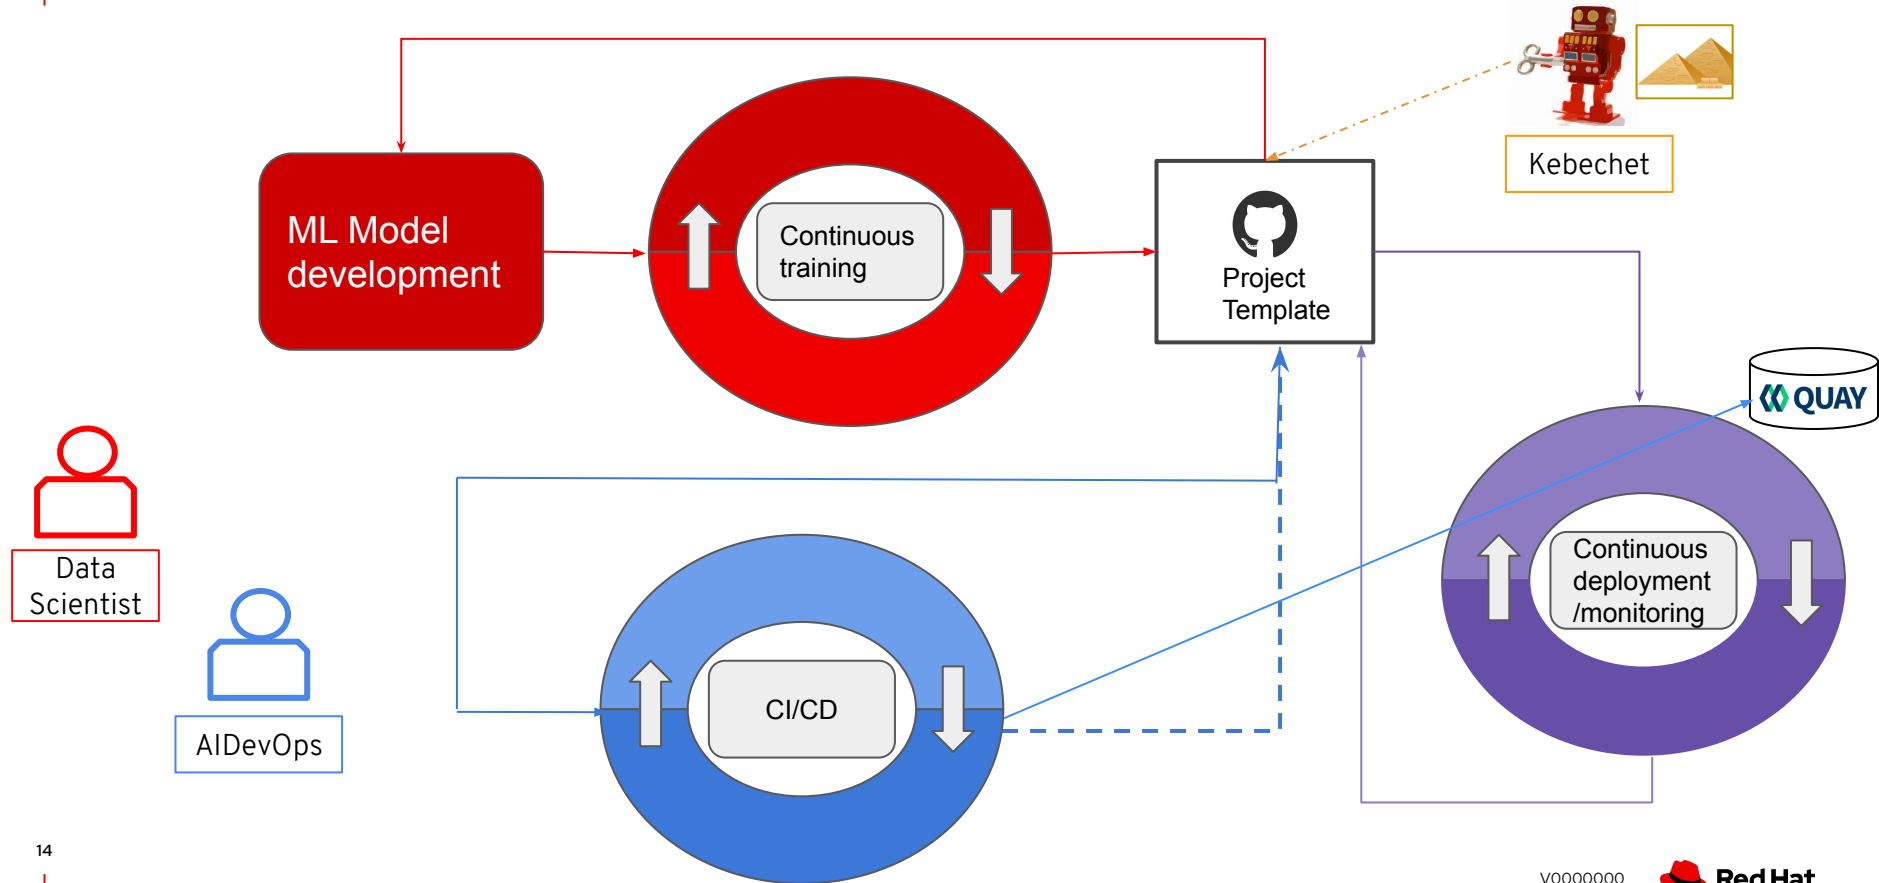 Kebechet
ML Model
development
Continuous
training
Project
Template
QUAY
Data
Scientist
Continuous
deployment
/monitoring
AIDevOps
CI/CD
14
V0000000
Red Hat